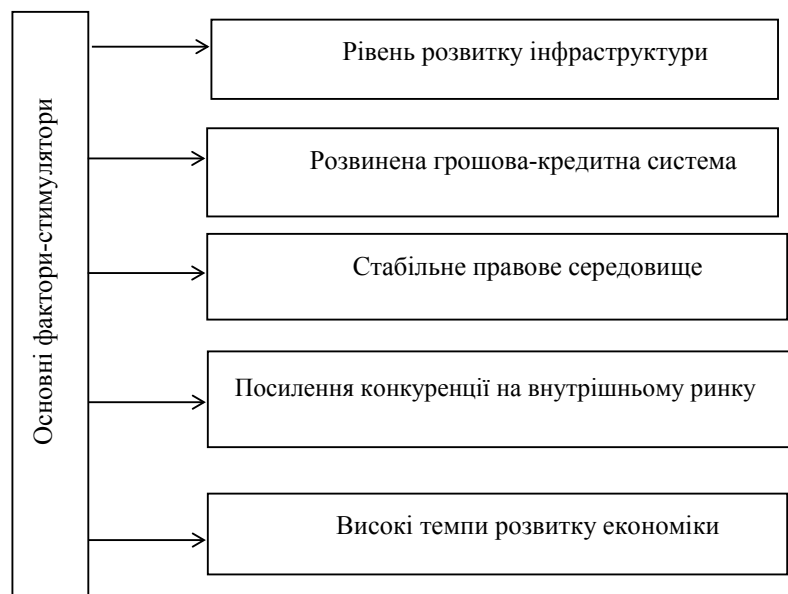 Основні фактори-стимулятори
Рівень розвитку інфраструктури
Розвинена грошова-кредитна система
Стабільне правове середовище
Посилення конкуренції на внутрішньому ринку
Високі темпи розвитку економіки